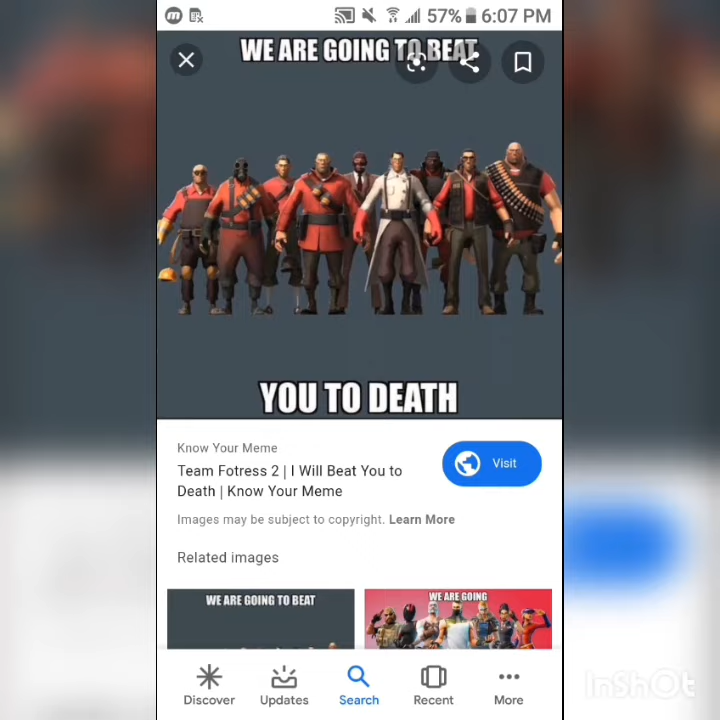 57% 6:07 PM
WE ARE GOING TO BEAT
YOU TO DEATH
Know Your Meme
Team Fotress 2 | I Will Beat You to
Death | Know Your Meme
Visit
Images may be subject to copyright. Learn More
Related images
WE ARE GOING TO BEAT
WE ARE GOING
Discover
Updates
Search
Recent
More
InShOt